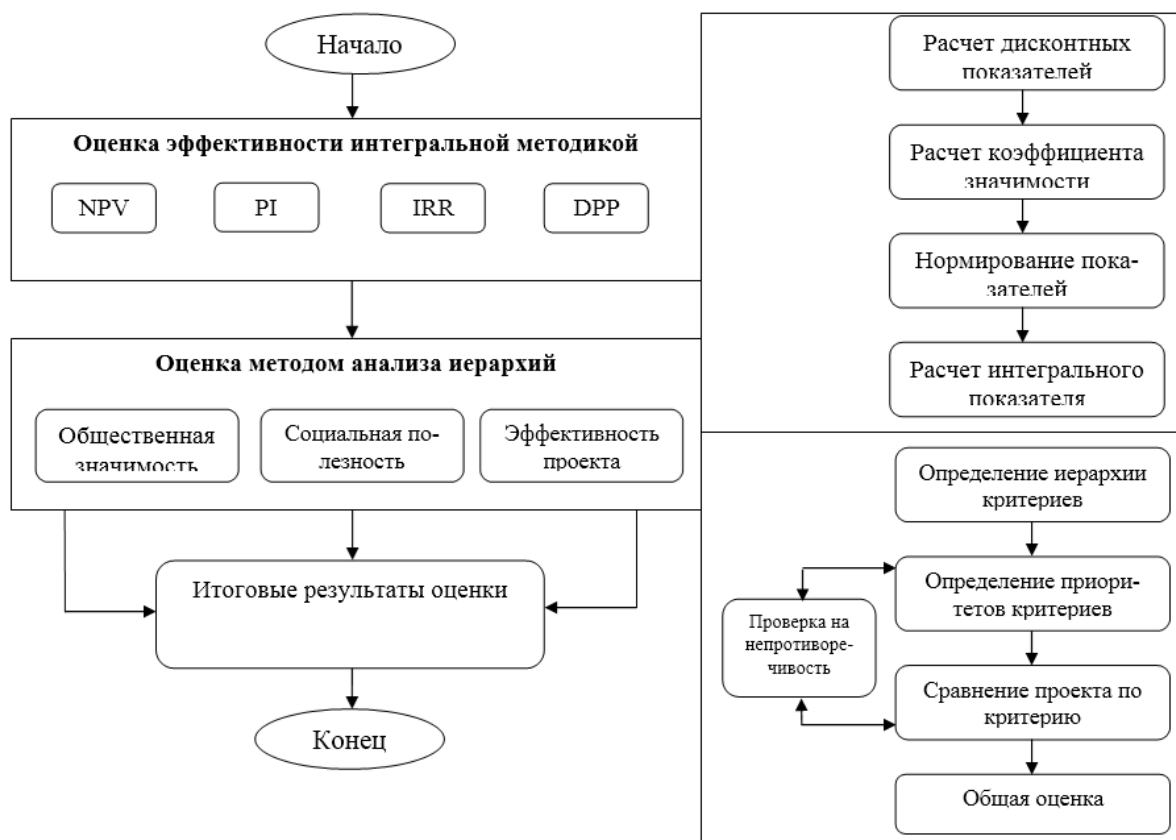 Начало
Оценка эффективности интегральной методикой
NPV
PI
IRR
DPP
Оценка методом анализа иерархий
Общественная
значимость
Социальная по-
лезность
Эффективность
проекта
Итоговые результаты оценки
Конец
Расчет дисконтных
показателей
Расчет коэффициента
значимости
Нормирование пока-
зателей
Расчет интегрального
показателя
Определение иерархии
критериев
Определение приори-
тетов критериев
Проверка на
непротиворе-
чивость
Сравнение проекта по
критерию
Общая оценка